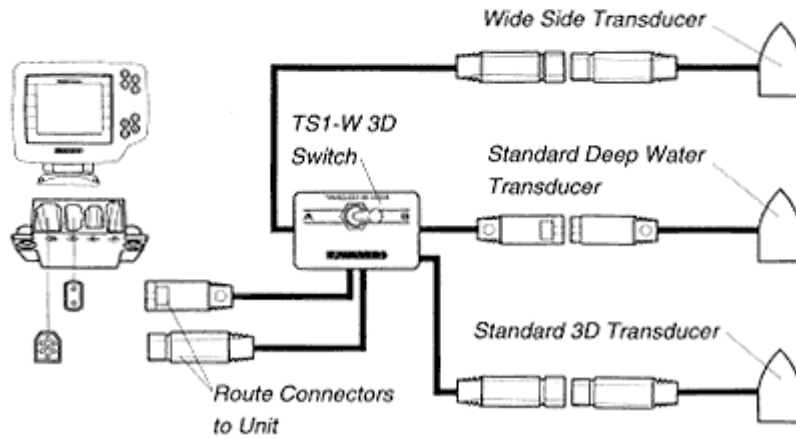 Wide Side Transducer
TS1-W 3D
Switch
Standard Deep Water
Transducer
A
Standard 3D Transducer
Route Connectors
to Unit